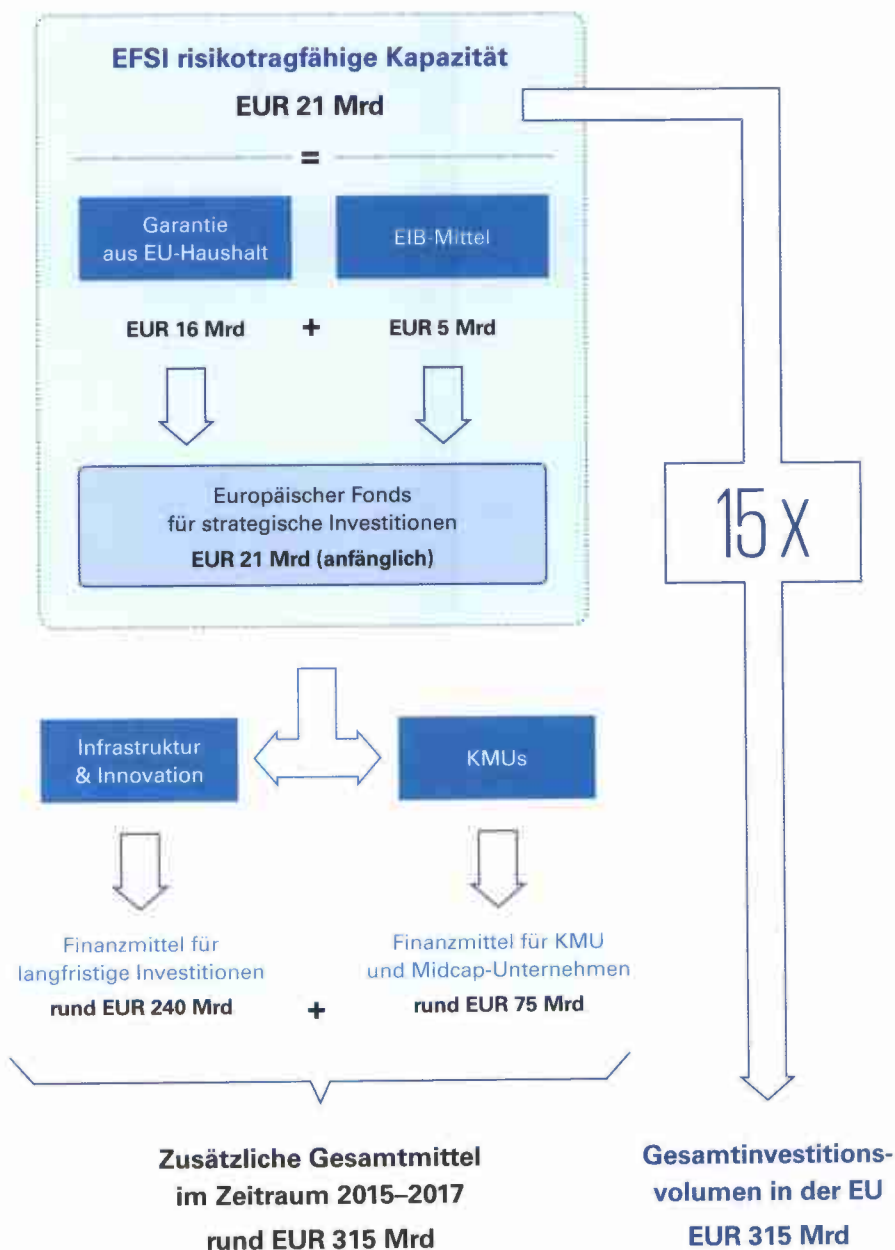 EFSI risikotragfähige Kapazität
EUR 21 Mrd
=
Garantie
aus EU-Haushalt
EIB-Mittel
EUR 16 Mrd + EUR 5 Mrd
Europäischer Fonds
für strategische Investitionen
EUR 21 Mrd (anfänglich)
15 X
Infrastruktur
& Innovation
KMUs
Finanzmittel für
langfristige Investitionen
rund EUR 240 Mrd
+
Finanzmittel für KMU
und Midcap-Unternehmen
rund EUR 75 Mrd
Zusätzliche Gesamtmittel
im Zeitraum 2015–2017
rund EUR 315 Mrd
Gesamtinvestitions-
volumen in der EU
EUR 315 Mrd